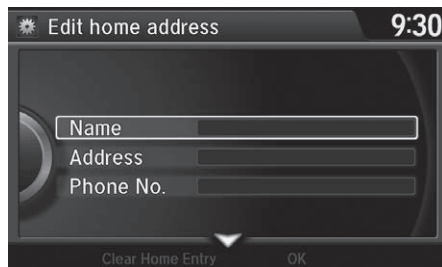 Edit home address
9:30
Name
Address
Phone No.
Clear Home Entry
OK